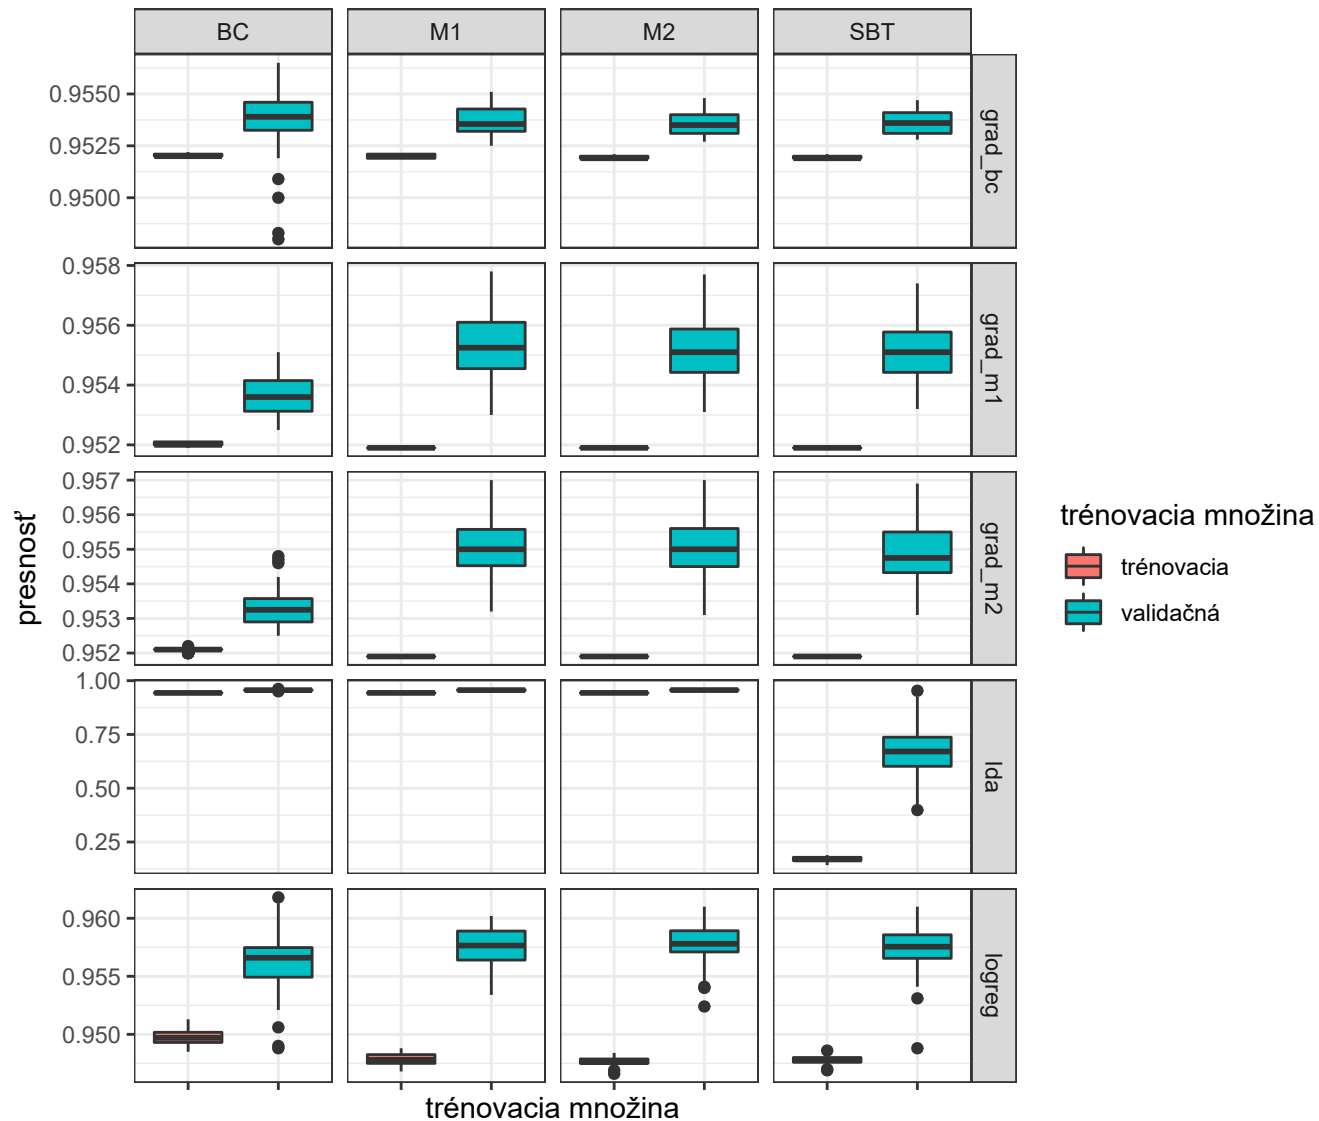 BC M1 M2 SBT
0.9550
0.9525
0.9500
grad_bc
0.958
0.956
0.954
0.952
grad_m1
0.957
0.956
0.955
0.954
0.953
0.952
grad_m2
1.00
0.75
0.50
0.25
lda
0.960
0.955
0.950
logreg
presnosť
trénovacia množina
trénovacia množina
trénovacia
validačná